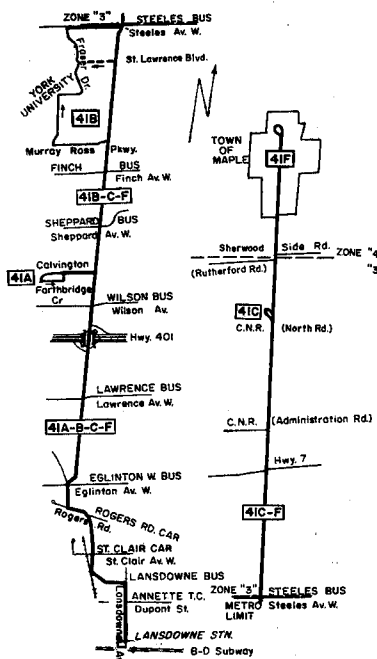 ZONE "3" STEELES BUS
Steeles Av. W.
St. Lawrence Blvd.
Fraser Dr.
YORK UNIVERSITY
41B
Murray Ross Pkwy.
FINCH BUS
Finch Av. W.
41B-C-F
SHEPPARD BUS
Sheppard Av. W.
Calvington
41A
Farthbridge
Cr
WILSON BUS
Wilson Av.
Hwy. 401
LAWRENCE BUS
Lawrence Av. W.
41A-B-C-F
EGLINTON W. BUS
Eglinton Av. W.
ROGERS RD. CAR
Rogers Rd.
ST. CLAIR CAR
St. Clair Av. W.
LANSDOWNE BUS
ANNETTE T.C.
Dupont St.
Lansdowne Av
LANSDOWNE STN.
B-D Subway
N
TOWN
OF
MAPLE
41F
Sherwood Side Rd.
ZONE "4
(Rutherford Rd.)
"3
41C
C.N.R. (North Rd.)
C.N.R. (Administration Rd.)
Hwy. 7
41C-F
ZONE "3" STEELES BUS
METRO Steeles Av. W.
LIMIT